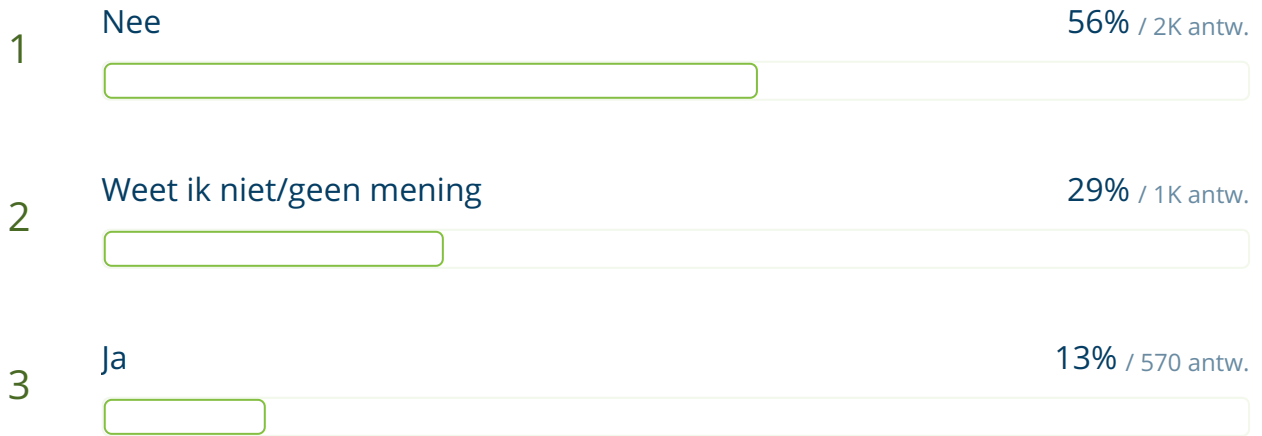 1 Nee 56% / 2K antw.
2 Weet ik niet/geen mening 29% / 1K antw.
3 Ja 13% / 570 antw.